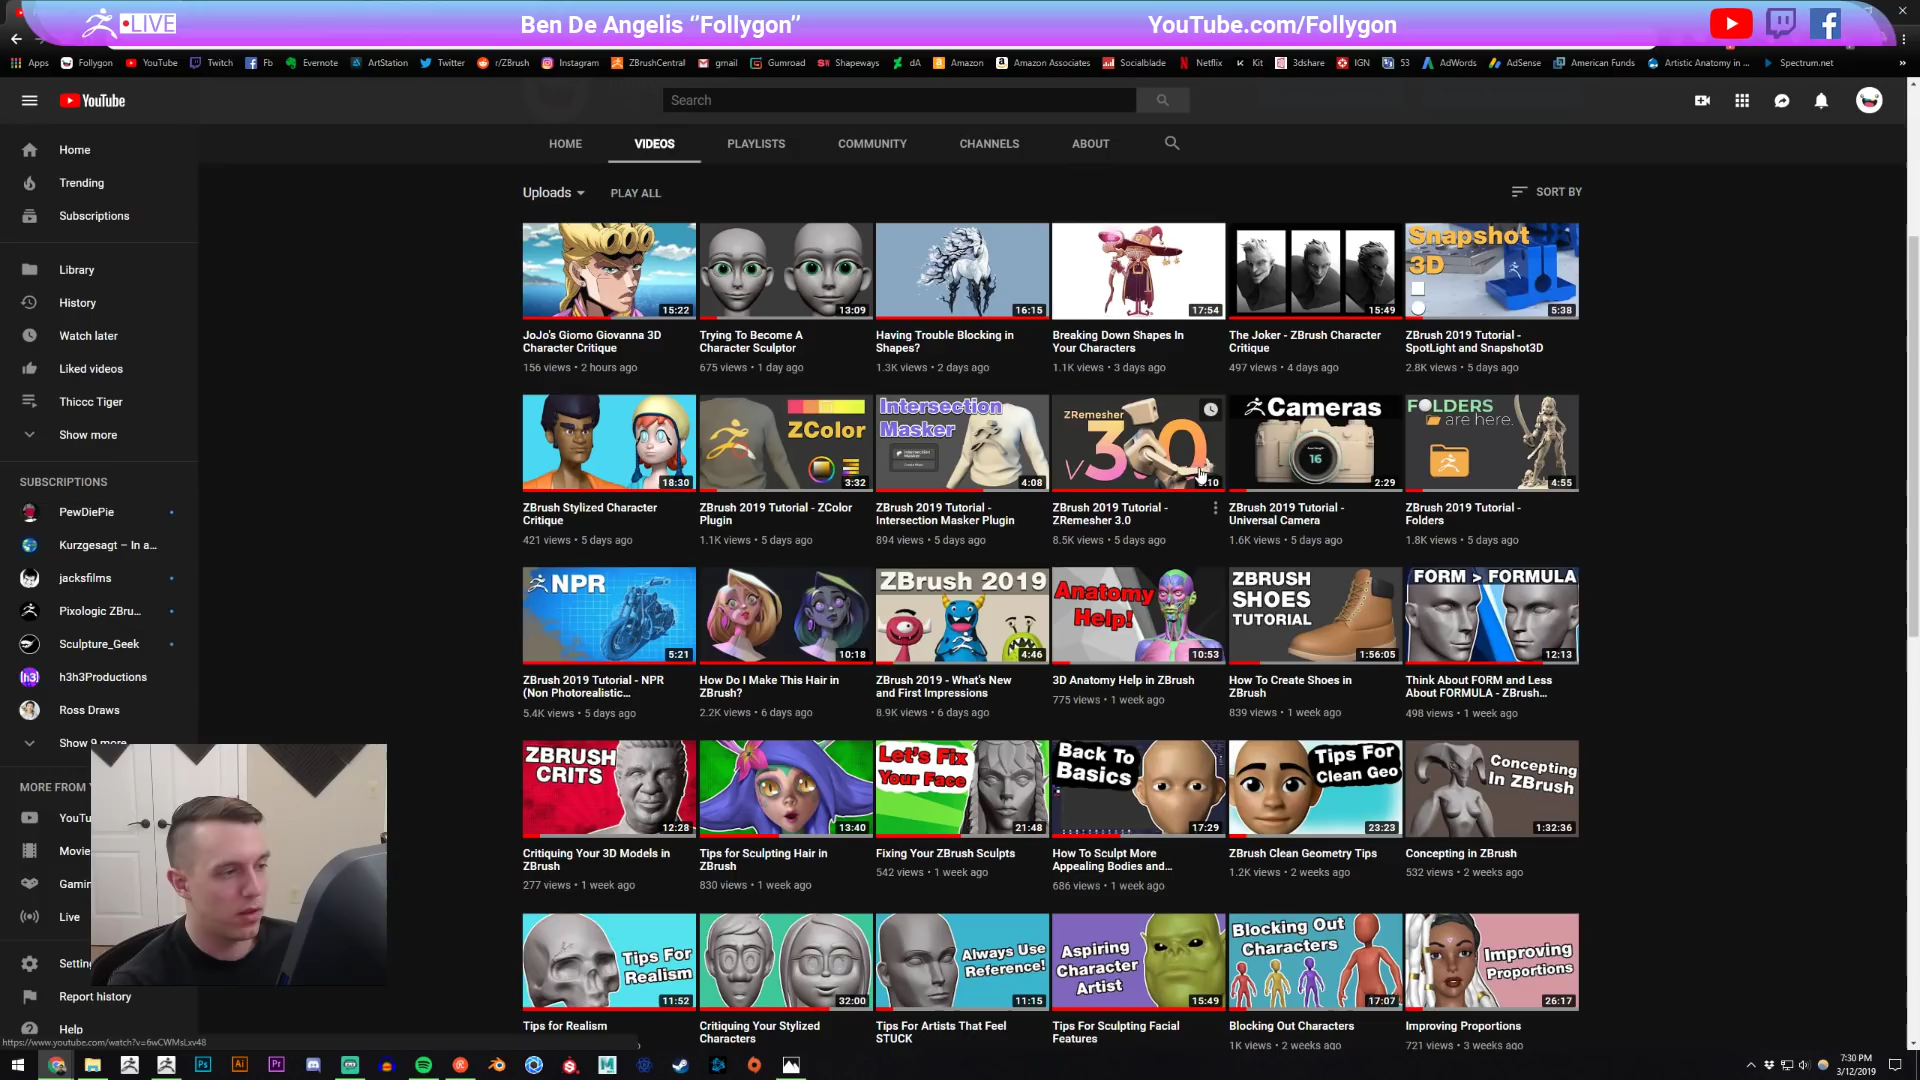 LIVE
Ben De Angelis "Follygon"
YouTube.com/Follygon
Apps
Follygon
YouTube
Twitch
Fb
Evernote
ArtStation
Twitter
r/ZBrush
Instagram
ZBrushCentral
gmail
Gumroad
Shapeways
dA
Amazon
Amazon Associates
Socialblade
Netflix
Kit
3dshare
IGN
53
AdWords
AdSense
American Funds
Artistic Anatomy in ...
Spectrum.net
YouTube
Search
HOME
VIDEOS
PLAYLISTS
COMMUNITY
CHANNELS
ABOUT
Home
Trending
Subscriptions
Library
History
Watch later
Liked videos
Thiccc Tiger
Show more
SUBSCRIPTIONS
PewDiePie
Kurzgesagt – In a...
jacksfilms
Pixologic ZBru...
Sculpture_Geek
h3h3Productions
Ross Draws
Show 9 more
MORE FROM
Live
Report history
Help
Uploads
PLAY ALL
SORT BY
Snapshot
3D
15:22
13:09
16:15
17:54
15:49
5:38
JoJo's Giorno Giovanna 3D
Character Critique
156 views • 2 hours ago
Trying To Become A
Character Sculptor
675 views • 1 day ago
Having Trouble Blocking in
Shapes?
1.3K views • 2 days ago
Breaking Down Shapes In
Your Characters
1.1K views • 3 days ago
The Joker - ZBrush Character
Critique
497 views • 4 days ago
ZBrush 2019 Tutorial -
SpotLight and Snapshot3D
2.8K views • 5 days ago
ZColor
Intersection
Masker
ZRemesher
v3.0
Cameras
16
FOLDERS
are here.
18:30
3:32
4:08
:10
2:29
4:55
ZBrush Stylized Character
Critique
421 views • 5 days ago
ZBrush 2019 Tutorial - ZColor
Plugin
1.1K views • 5 days ago
ZBrush 2019 Tutorial -
Intersection Masker Plugin
894 views • 5 days ago
ZBrush 2019 Tutorial -
ZRemesher 3.0
8.5K views • 5 days ago
ZBrush 2019 Tutorial -
Universal Camera
1.6K views • 5 days ago
ZBrush 2019 Tutorial -
Folders
1.8K views • 5 days ago
NPR
ZBrush 2019
Anatomy
Help!
ZBRUSH
SHOES
TUTORIAL
FORM > FORMULA
5:21
10:18
4:46
10:53
1:56:05
12:13
ZBrush 2019 Tutorial - NPR
(Non Photorealistic...
5.4K views • 5 days ago
How Do I Make This Hair in
ZBrush?
2.2K views • 6 days ago
ZBrush 2019 - What's New
and First Impressions
8.9K views • 6 days ago
3D Anatomy Help in ZBrush
775 views • 1 week ago
How To Create Shoes in
ZBrush
839 views • 1 week ago
Think About FORM and Less
About FORMULA - ZBrush...
498 views • 1 week ago
ZBRUSH
CRITS
Let's Fix
Your Face
Back To
Basics
Tips For
Clean Geo
Concepting
In ZBrush
12:28
13:40
21:48
17:29
23:23
1:32:36
Critiquing Your 3D Models in
ZBrush
277 views • 1 week ago
Tips for Sculpting Hair in
ZBrush
830 views • 1 week ago
Fixing Your ZBrush Sculpts
542 views • 1 week ago
How To Sculpt More
Appealing Bodies and...
686 views • 1 week ago
ZBrush Clean Geometry Tips
1.2K views • 2 weeks ago
Concepting in ZBrush
532 views • 2 weeks ago
Tips For
Realism
Always Use
Reference!
Aspiring
Character
Artist
Blocking Out
Characters
Improving
Proportions
11:52
32:00
11:15
15:49
17:07
26:17
Tips for Realism
Critiquing Your Stylized
Characters
Tips For Artists That Feel
STUCK
Tips For Sculpting Facial
Features
Blocking Out Characters
1K views • 2 weeks ago
Improving Proportions
721 views • 3 weeks ago
https://www.youtube.com/watch?v=6wCWMsLxv48
7:30 PM
3/12/2019